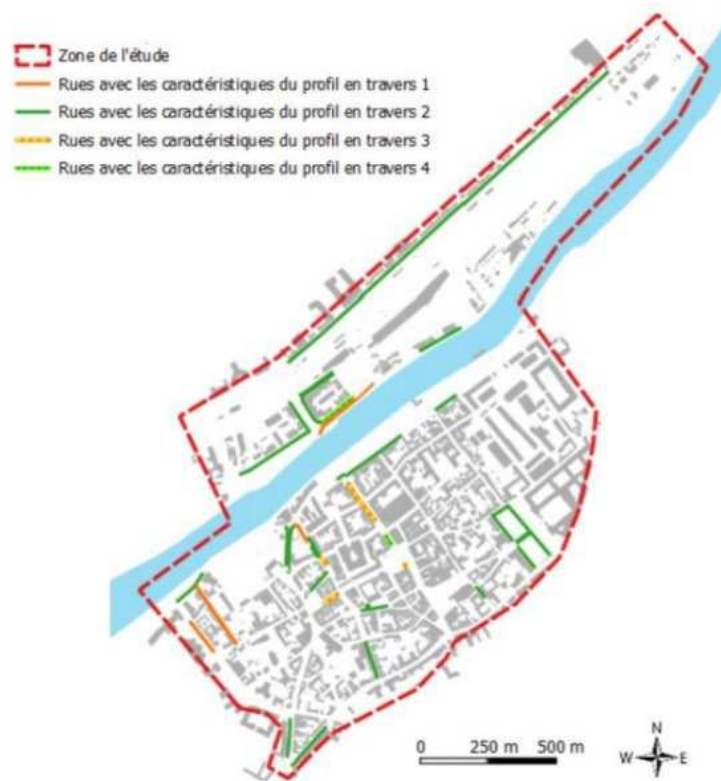 Zone de l'étude
Rues avec les caractéristiques du profil en travers 1
Rues avec les caractéristiques du profil en travers 2
Rues avec les caractéristiques du profil en travers 3
Rues avec les caractéristiques du profil en travers 4
N
W E
S
0 250 m 500 m